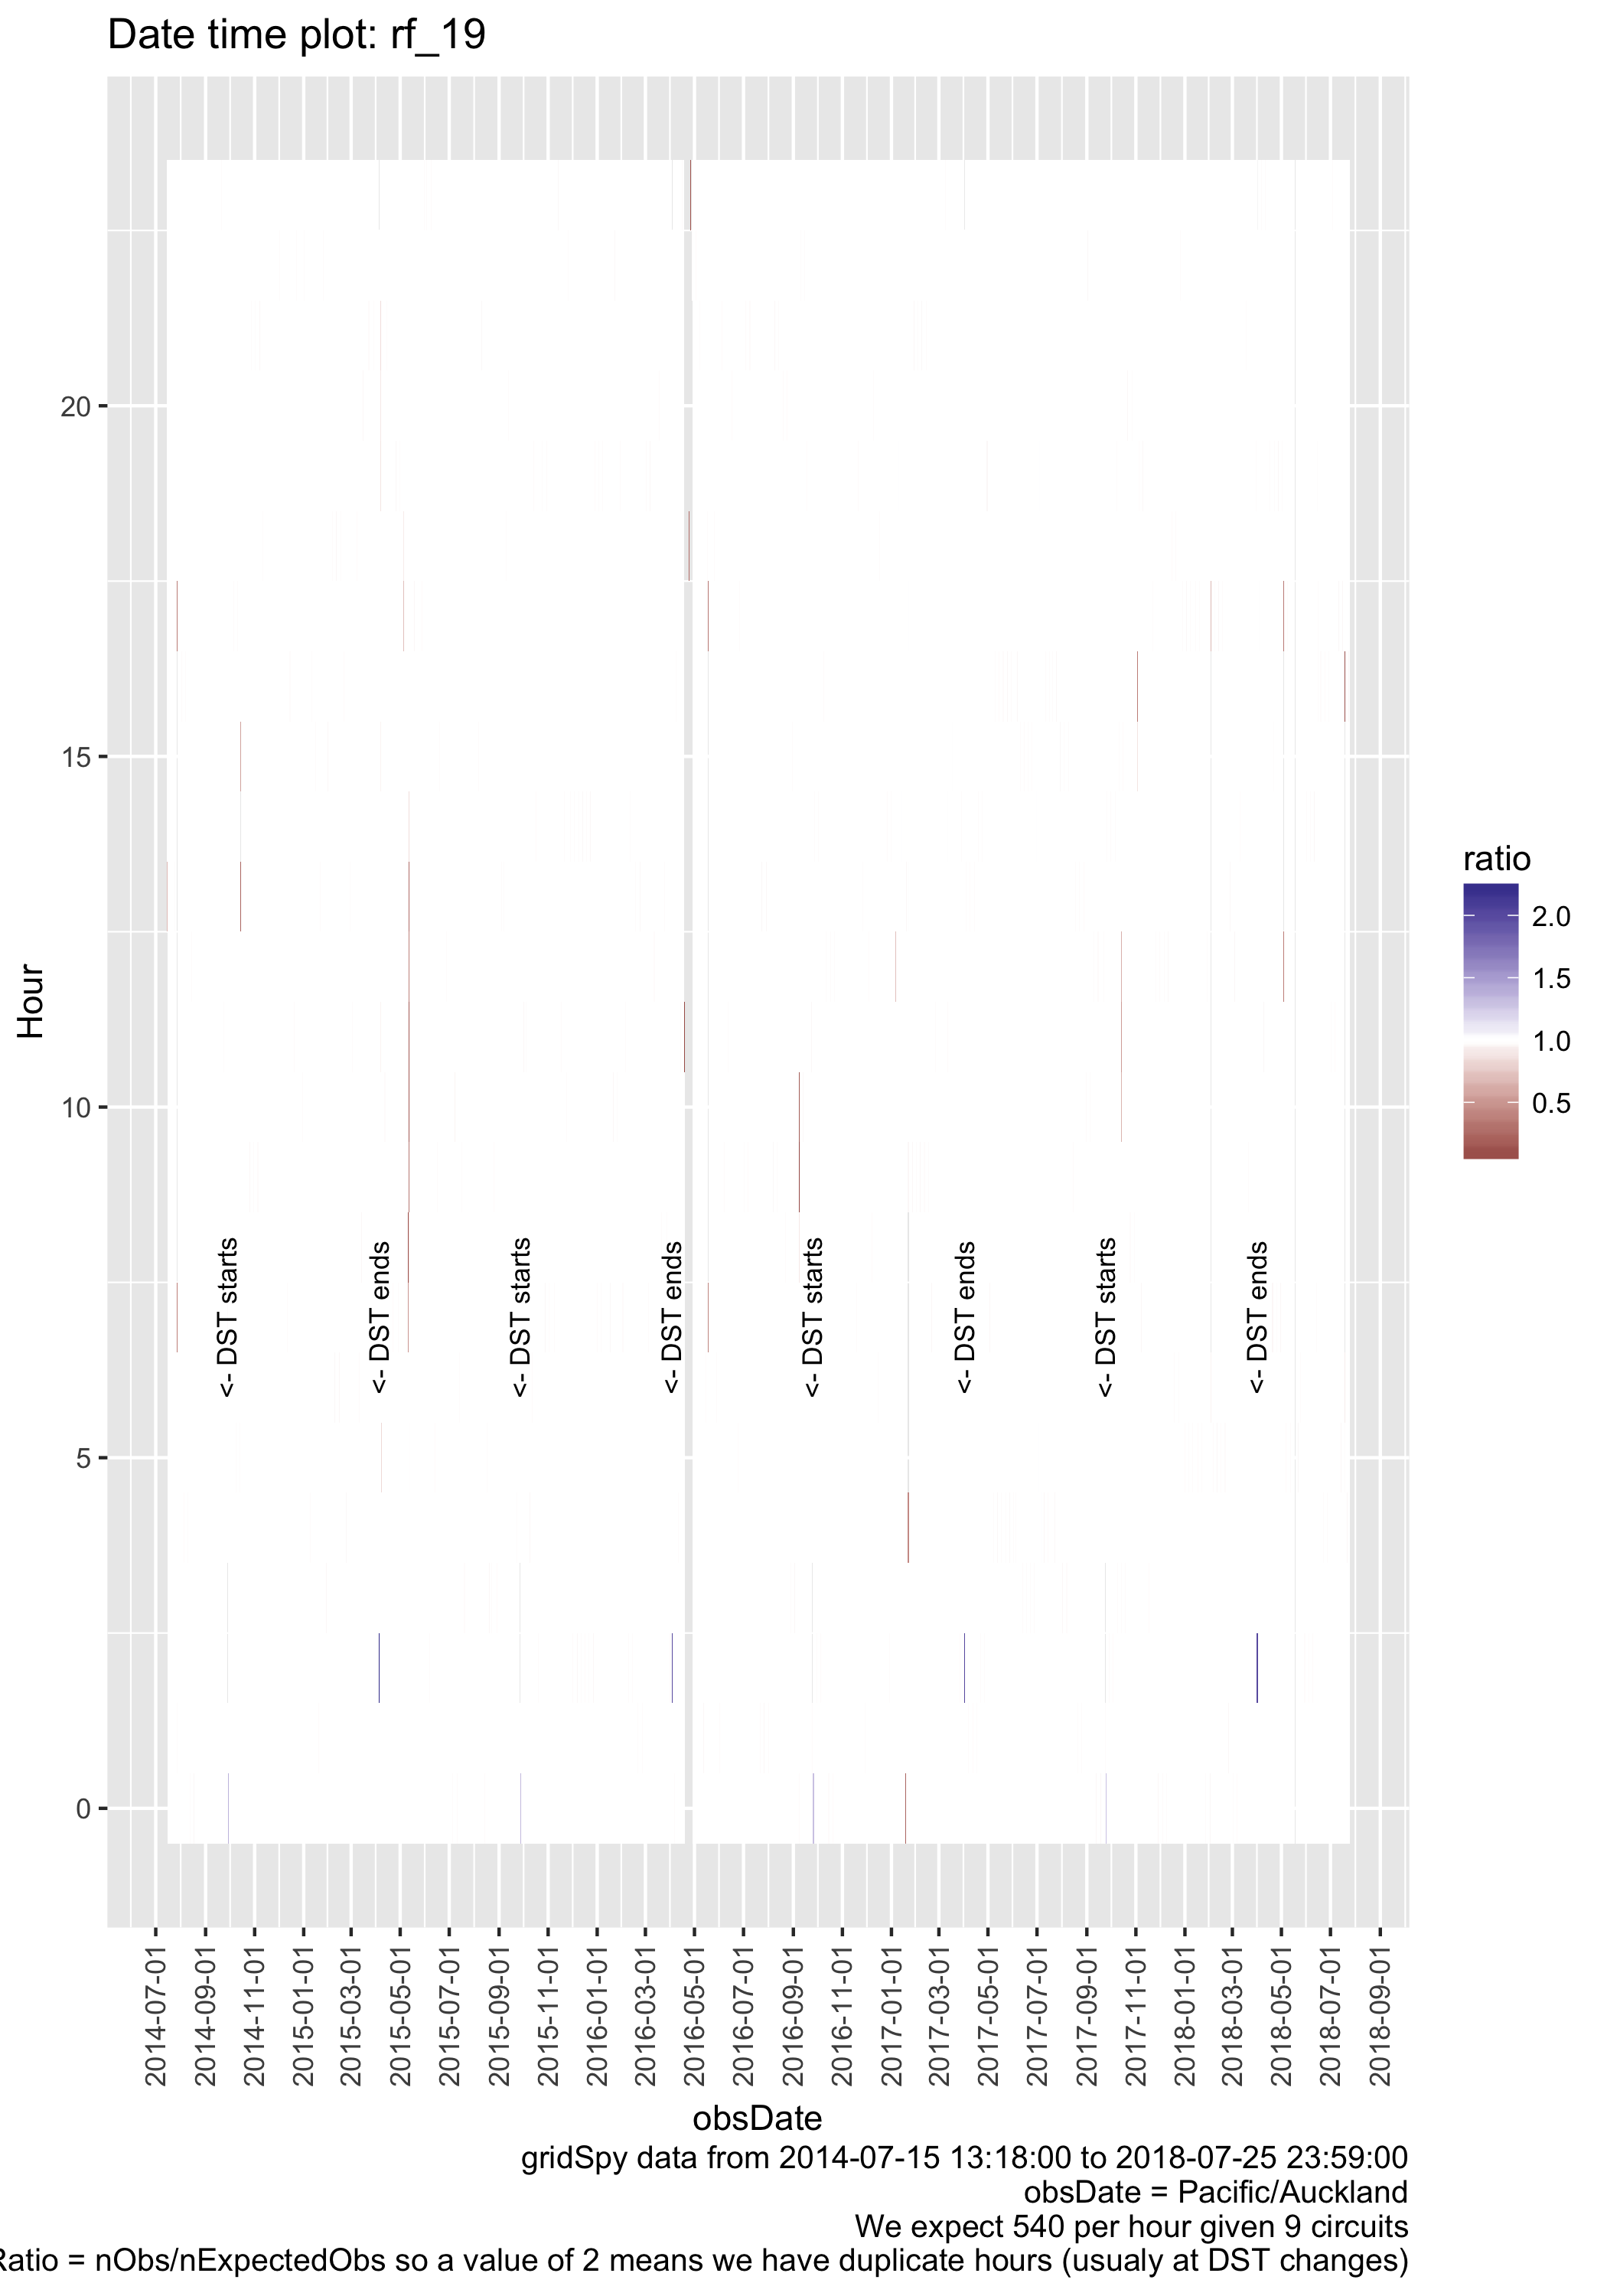 Date time plot: rf_19
20
15
10
5
0
Hour
<- DST starts
<- DST ends
<- DST starts
<- DST ends
<- DST starts
<- DST ends
<- DST starts
<- DST ends
ratio
2.0
1.5
1.0
0.5
2014-07-01
2014-09-01
2014-11-01
2015-01-01
2015-03-01
2015-05-01
2015-07-01
2015-09-01
2015-11-01
2016-01-01
2016-03-01
2016-05-01
2016-07-01
2016-09-01
2016-11-01
2017-01-01
2017-03-01
2017-05-01
2017-07-01
2017-09-01
2017-11-01
2018-01-01
2018-03-01
2018-05-01
2018-07-01
2018-09-01
obsDate
gridSpy data from 2014-07-15 13:18:00 to 2018-07-25 23:59:00
obsDate = Pacific/Auckland
We expect 540 per hour given 9 circuits
Ratio = nObs/nExpectedObs so a value of 2 means we have duplicate hours (usualy at DST changes)